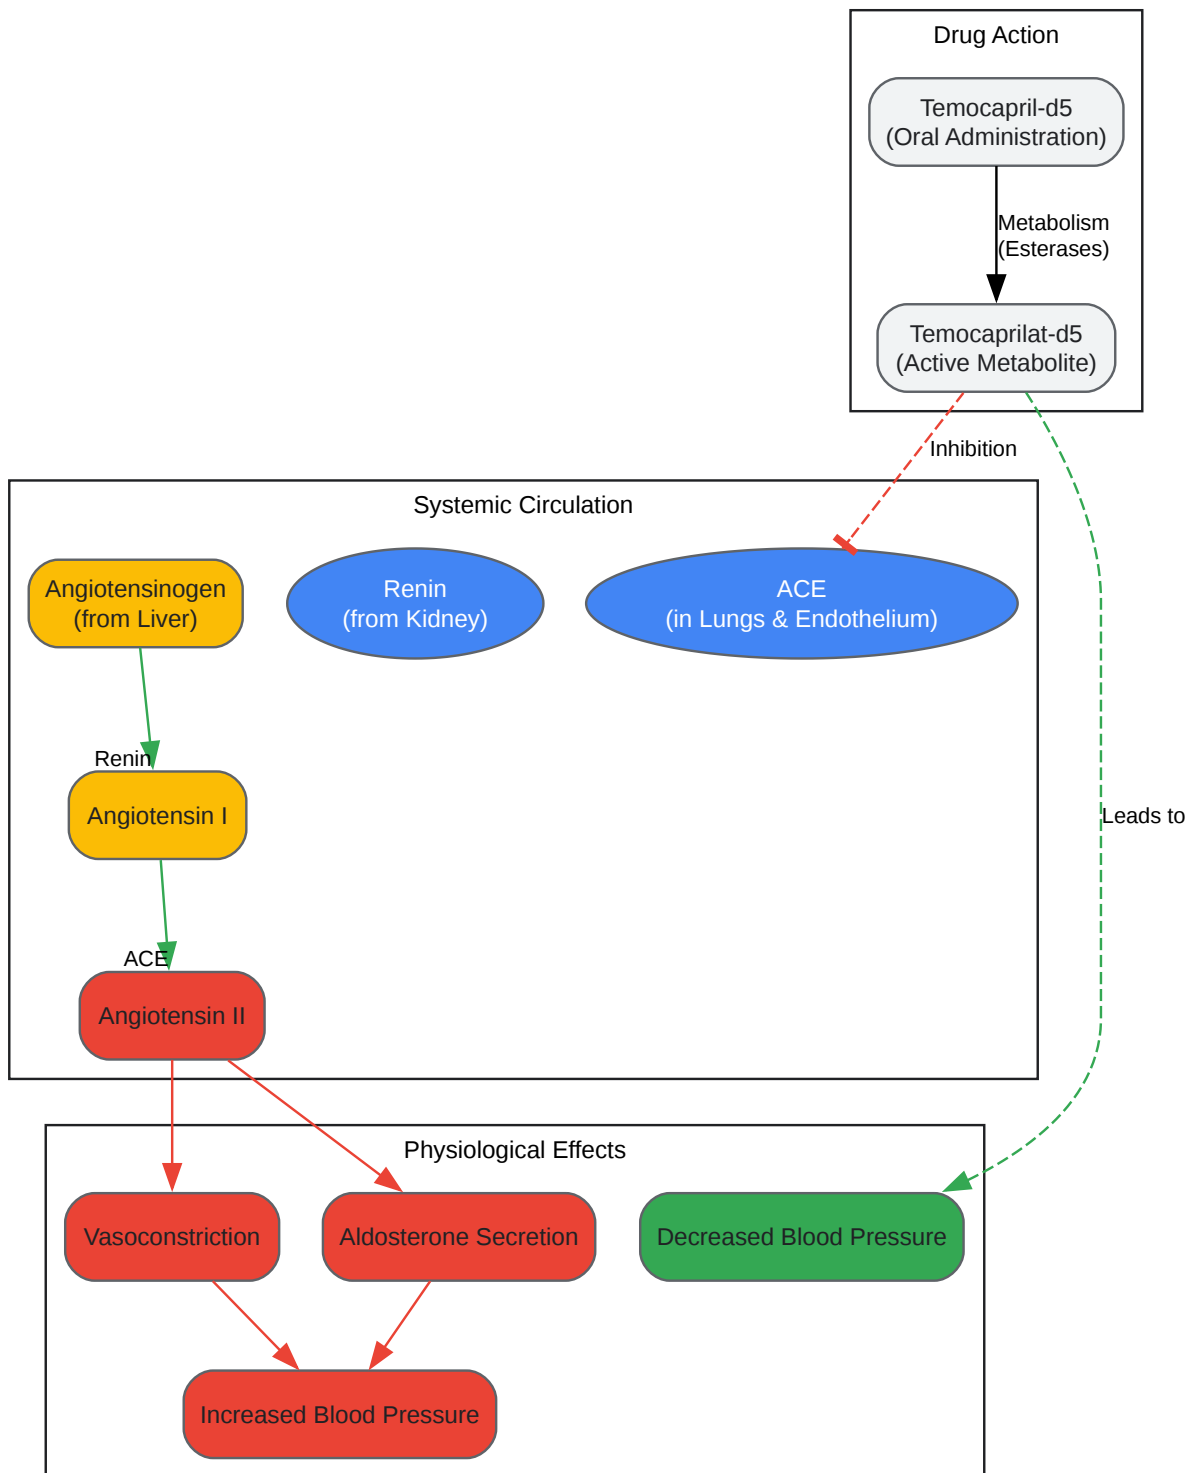 Drug Action
Temocapril-d5
(Oral Administration)
Metabolism
(Esterases)
Temocaprilat-d5
(Active Metabolite)
Inhibition
Systemic Circulation
Angiotensinogen
(from Liver)
Renin
(from Kidney)
ACE
(in Lungs & Endothelium)
Renin
Angiotensin I
Leads to
ACE
Angiotensin II
Physiological Effects
Vasoconstriction
Aldosterone Secretion
Decreased Blood Pressure
Increased Blood Pressure